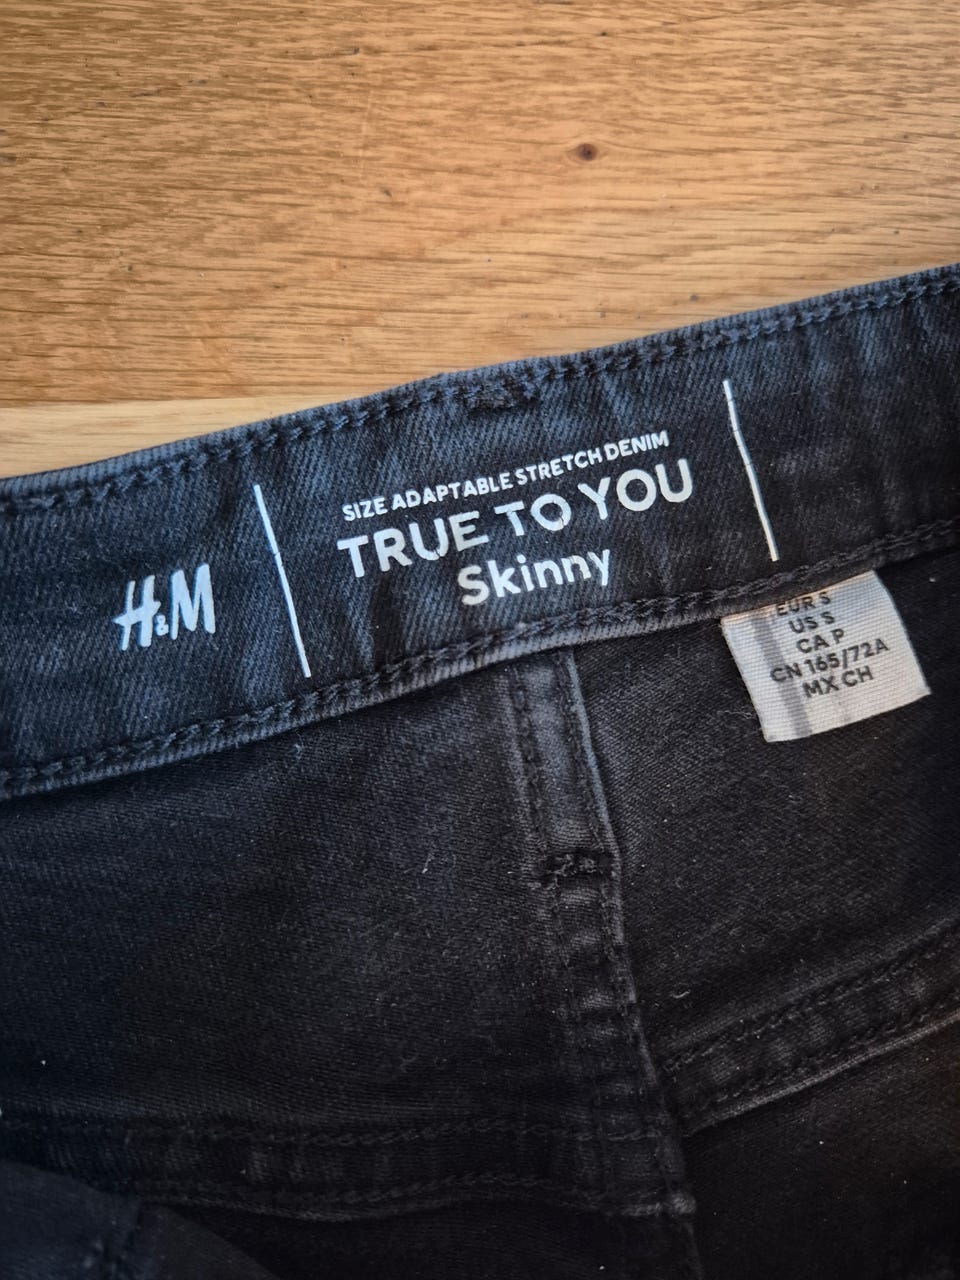 H&M
SIZE ADAPTABLE STRETCH DENIM
TRUE TO YOU
Skinny
EUR S
US S
CA P
CN 165/72A
MX CH